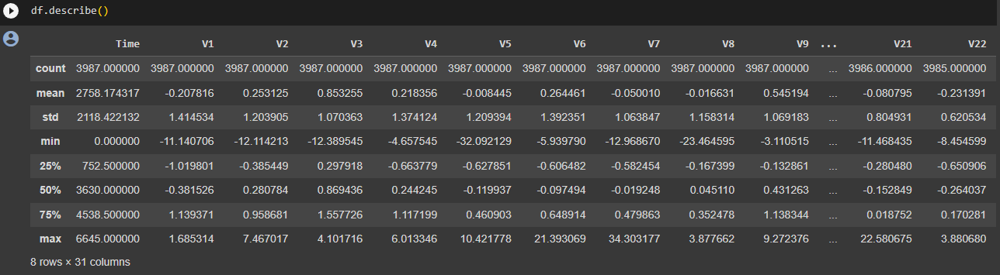 df.describe()
Time V1 V2 V3 V4 V5 V6 V7 V8 V9 ... V21 V22
count 3987.000000 3987.000000 3987.000000 3987.000000 3987.000000 3987.000000 3987.000000 3987.000000 3987.000000 3987.000000 ... 3986.000000 3985.000000
mean 2758.174317 -0.207816 0.253125 0.853255 0.218356 -0.008445 0.264461 -0.050010 -0.016631 0.545194 ... -0.080795 -0.231391
std 2118.422132 1.414534 1.203905 1.070363 1.374124 1.209394 1.392351 1.063847 1.158314 1.069183 ... 0.804931 0.620534
min 0.000000 -11.140706 -12.114213 -12.389545 -4.657545 -32.092129 -5.939790 -12.968670 -23.464595 -3.110515 ... -11.468435 -8.454599
25% 752.500000 -1.019801 -0.385449 0.297918 -0.663779 -0.627851 -0.606482 -0.582454 -0.167399 -0.132861 ... -0.280480 -0.650906
50% 3630.000000 -0.381526 0.280784 0.869436 0.244245 -0.119937 -0.097494 -0.019248 0.045110 0.431263 ... -0.152849 -0.264037
75% 4538.500000 1.139371 0.958681 1.557726 1.117199 0.460903 0.648914 0.479863 0.352478 1.138344 ... 0.018752 0.170281
max 6645.000000 1.685314 7.467017 4.101716 6.013346 10.421778 21.393069 34.303177 3.877662 9.272376 ... 22.580675 3.880680
8 rows × 31 columns